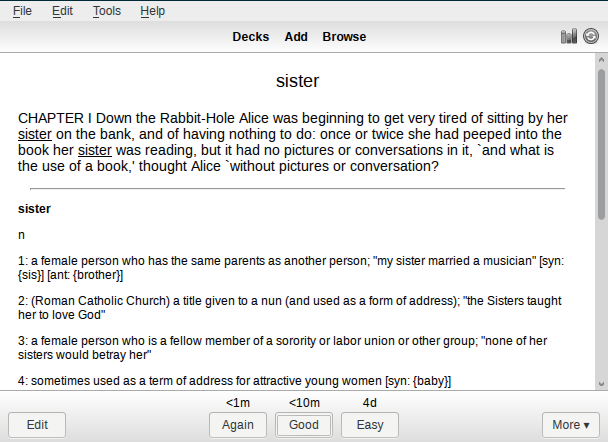 File Edit Tools Help
Decks Add Browse
sister
CHAPTER I Down the Rabbit-Hole Alice was beginning to get very tired of sitting by her
sister on the bank, and of having nothing to do: once or twice she had peeped into the
book her sister was reading, but it had no pictures or conversations in it, `and what is
the use of a book,' thought Alice `without pictures or conversation?
sister
n
1: a female person who has the same parents as another person; "my sister married a musician" [syn:
{sis}] [ant: {brother}]
2: (Roman Catholic Church) a title given to a nun (and used as a form of address); "the Sisters taught
her to love God"
3: a female person who is a fellow member of a sorority or labor union or other group; "none of her
sisters would betray her"
4: sometimes used as a term of address for attractive young women [syn: {baby}]
<1m <10m 4d
Edit Again Good Easy More ▾